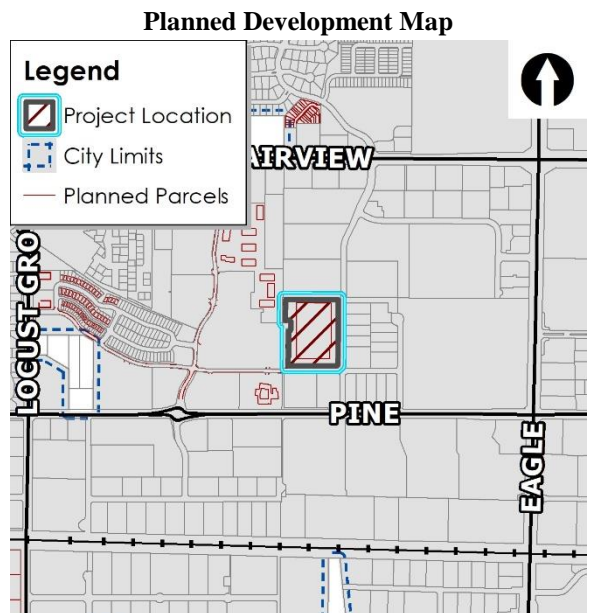 Planned Development Map
Legend
Project Location
City Limits
Planned Parcels
AIRVIEW
LOCUST GRO
PINE
EAGLE